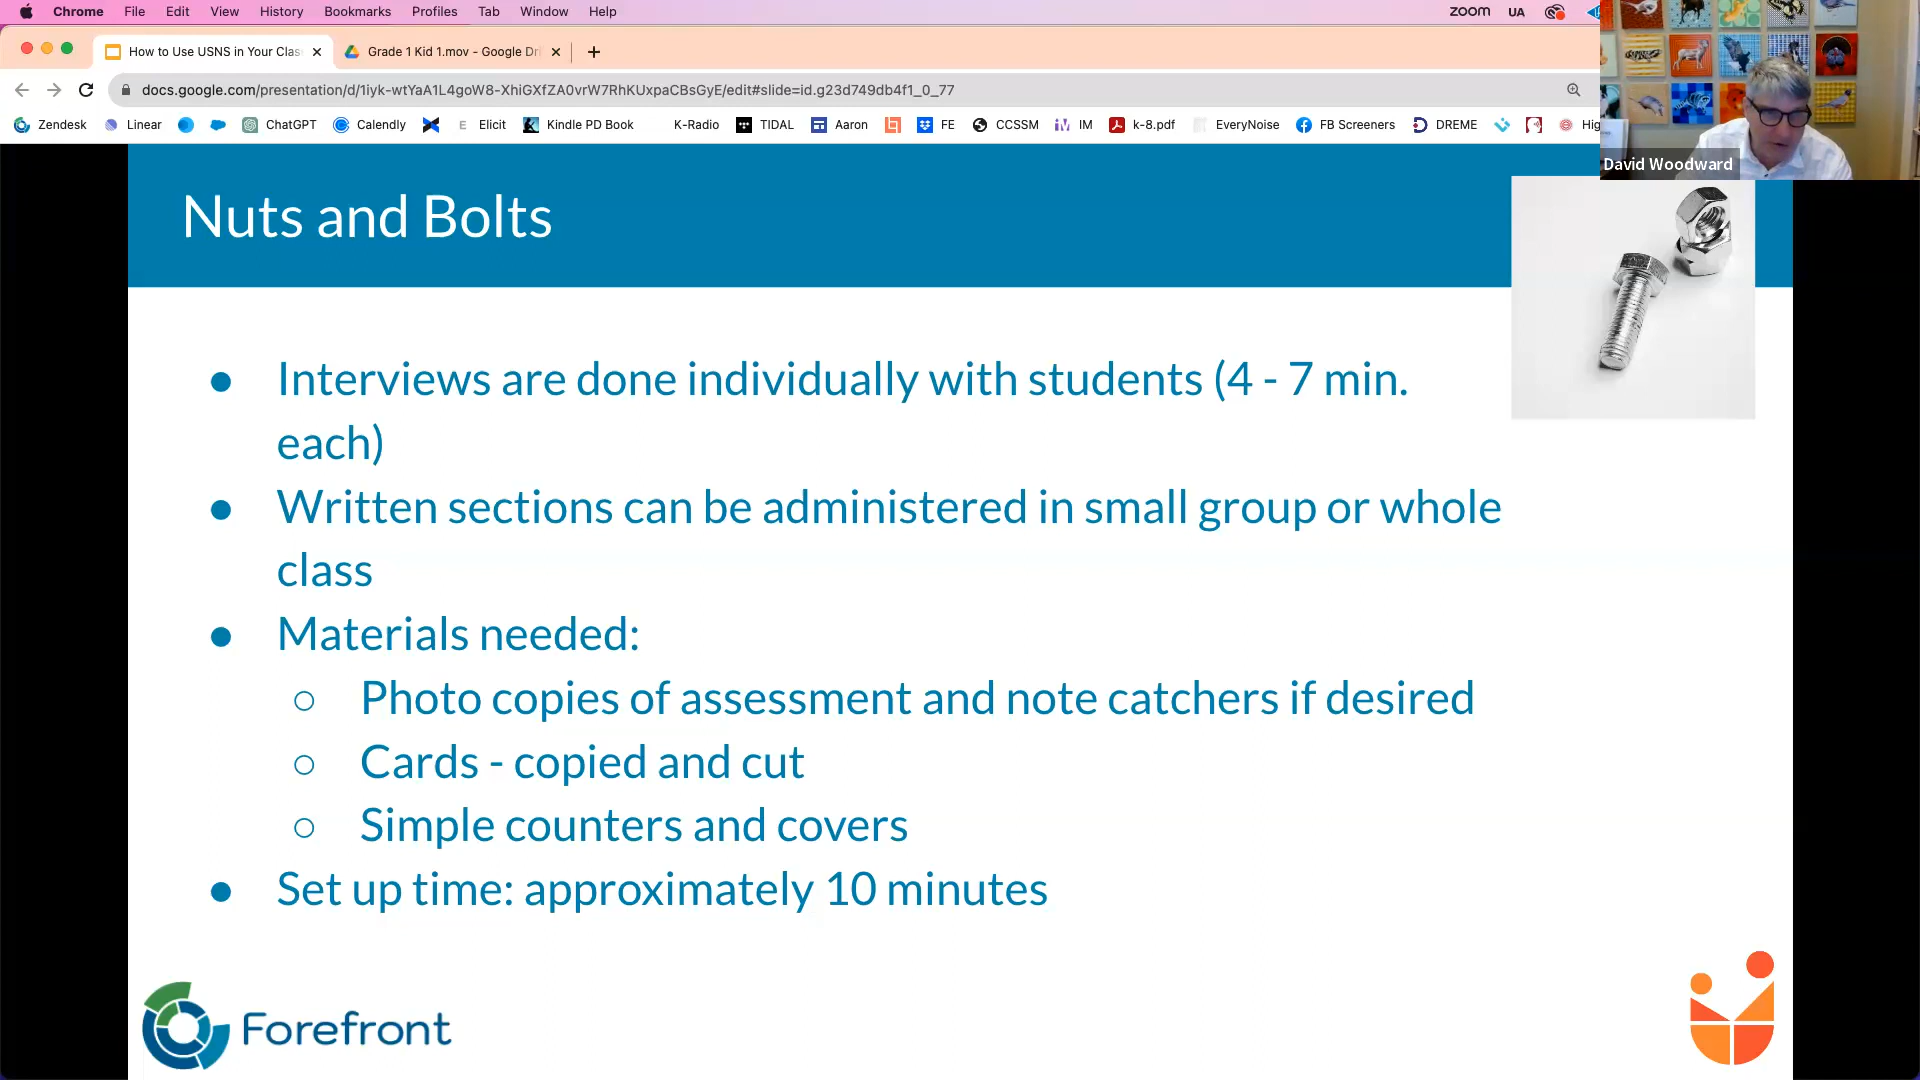 Chrome File Edit View History Bookmarks Profiles Tab Window Help zoom UA
How to Use USNS in Your Clas Grade 1 Kid 1.mov - Google Dri
docs.google.com/presentation/d/1iyk-wtYaA1L4goW8-XhiGXfZA0vrW7RhKUxpaCBsGyE/edit#slide=id.g23d749db4f1_0_77
Zendesk Linear ChatGPT Calendly E Elicit Kindle PD Book K-Radio TIDAL Aaron FE CCSSM IM k-8.pdf EveryNoise FB Screeners DREME Hig
David Woodward
Nuts and Bolts
● Interviews are done individually with students (4 - 7 min.
each)
● Written sections can be administered in small group or whole
class
● Materials needed:
○ Photo copies of assessment and note catchers if desired
○ Cards - copied and cut
○ Simple counters and covers
● Set up time: approximately 10 minutes
Forefront